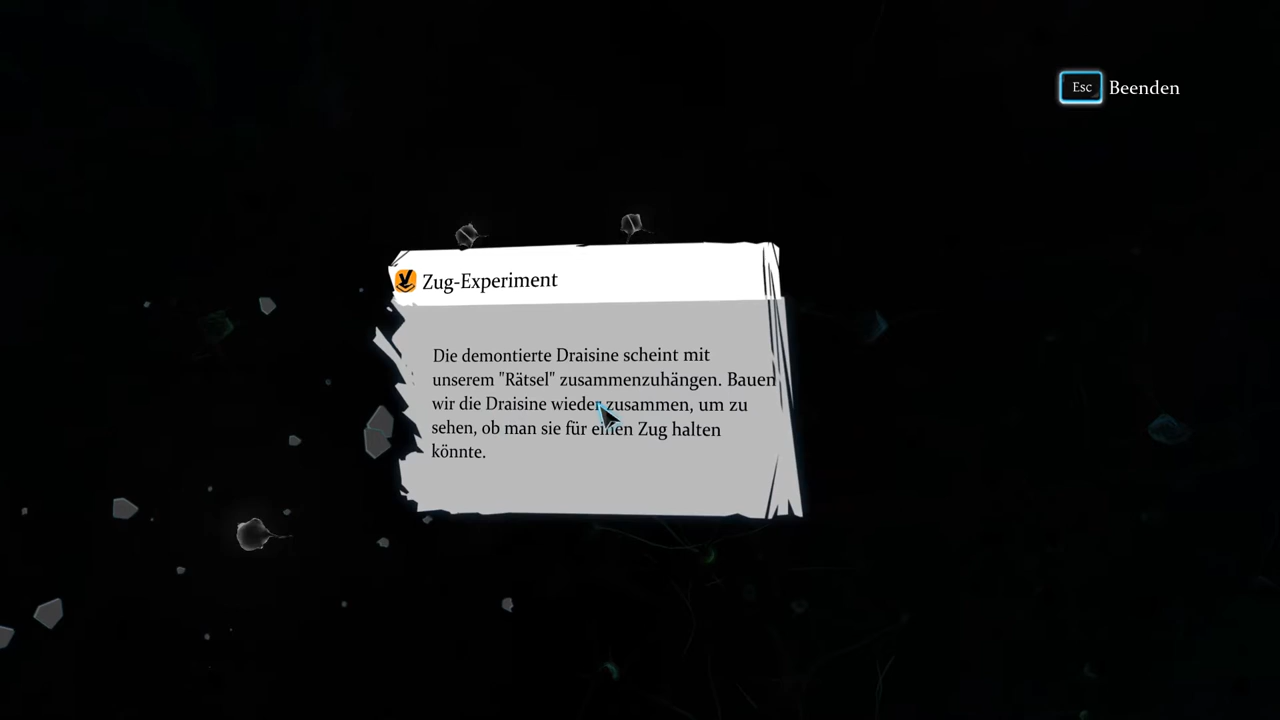 Esc Beenden
Zug-Experiment
Die demontierte Draisine scheint mit
unserem "Rätsel" zusammenzuhängen. Bauen
wir die Draisine wieder zusammen, um zu
sehen, ob man sie für einen Zug halten
könnte.